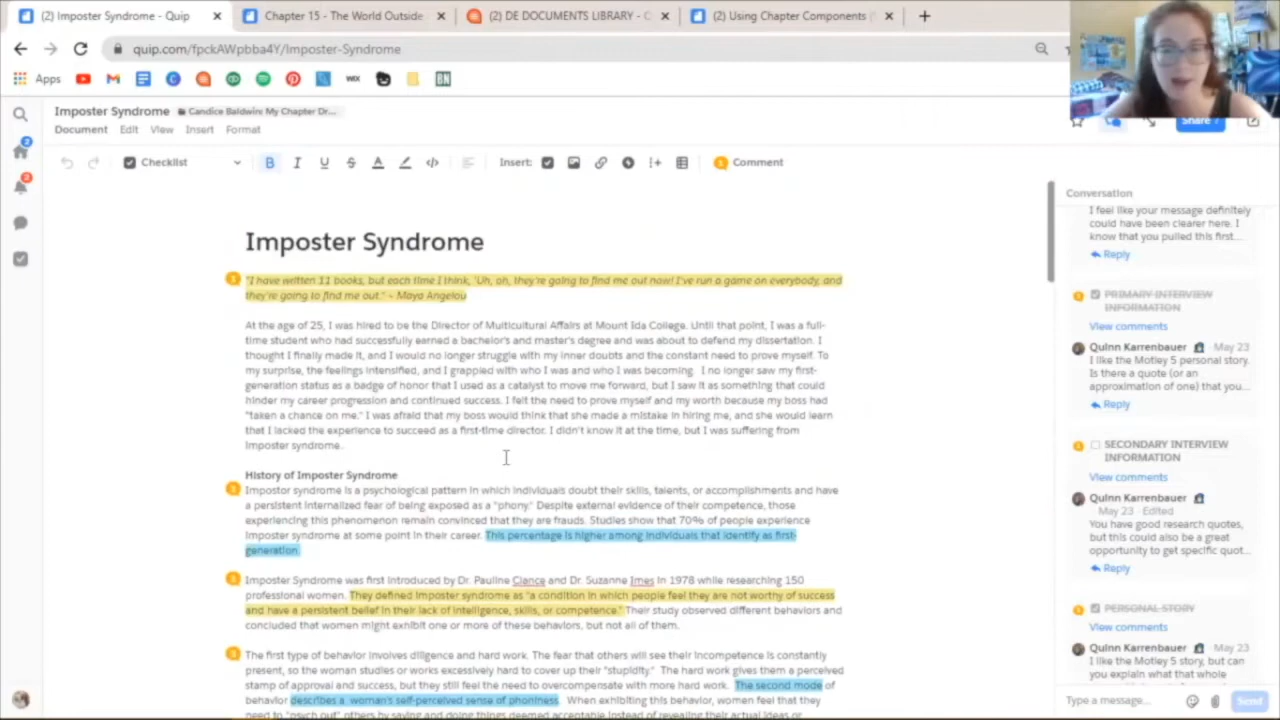 (2) Imposter Syndrome - Quip
Chapter 15 - The World Outside
(2) DE DOCUMENTS LIBRARY - C
(2) Using Chapter Components
quip.com/fpckAWpbba4Y/Imposter-Syndrome
Apps
WIX
Imposter Syndrome
Candice Baldwin: My Chapter Dr...
Document Edit View Insert Format
Share
Checklist
B I U S A
Insert:
Comment
Conversation
Imposter Syndrome
"I have written 11 books, but each time I think, 'Uh, oh, they're going to find me out now! I've run a game on everybody, and
they're going to find me out." ~ Maya Angelou
At the age of 25, I was hired to be the Director of Multicultural Affairs at Mount Ida College. Until that point, I was a full-
time student who had successfully earned a bachelor's and master's degree and was about to defend my dissertation. I
thought I finally made it, and I would no longer struggle with my inner doubts and the constant need to prove myself. To
my surprise, the feelings intensified, and I grappled with who I was and who I was becoming. I no longer saw my first-
generation status as a badge of honor that I used as a catalyst to move me forward, but I saw it as something that could
hinder my career progression and continued success. I felt the need to prove myself and my worth because my boss had
"taken a chance on me." I was afraid that my boss would think that she made a mistake in hiring me, and she would learn
that I lacked the experience to succeed as a first-time director. I didn't know it at the time, but I was suffering from
Imposter syndrome.
History of Imposter Syndrome
Impostor syndrome is a psychological pattern in which individuals doubt their skills, talents, or accomplishments and have
a persistent internalized fear of being exposed as a "phony." Despite external evidence of their competence, those
experiencing this phenomenon remain convinced that they are frauds. Studies show that 70% of people experience
Imposter syndrome at some point in their career. This percentage is higher among individuals that identify as first-
generation.
Imposter Syndrome was first introduced by Dr. Pauline Clance and Dr. Suzanne Imes in 1978 while researching 150
professional women. They defined imposter syndrome as "a condition in which people feel they are not worthy of success
and have a persistent belief in their lack of intelligence, skills, or competence." Their study observed different behaviors and
concluded that women might exhibit one or more of these behaviors, but not all of them.
The first type of behavior involves diligence and hard work. The fear that others will see their incompetence is constantly
present, so the woman studies or works excessively hard to cover up their "stupidity." The hard work gives them a perceived
stamp of approval and success, but they still feel the need to overcompensate with more hard work. The second mode of
behavior describes a woman's self-perceived sense of phoniness. When exhibiting this behavior, women feel that they
need to "psych out" others by saying and doing things deemed acceptable instead of revealing their actual ideas or
I feel like your message definitely
could have been clearer here. I
know that you pulled this first...
Reply
PRIMARY INTERVIEW
INFORMATION
View comments
Quinn Karrenbauer May 23
I like the Motley 5 personal story.
Is there a quote (or an
approximation of one) that you...
Reply
SECONDARY INTERVIEW
INFORMATION
View comments
Quinn Karrenbauer
May 23 · Edited
You have good research quotes,
but this could also be a great
opportunity to get specific quot...
Reply
PERSONAL STORY
View comments
Quinn Karrenbauer May 23
I like the Motley 5 story, but can
you explain what that whole
Type a message...
Send